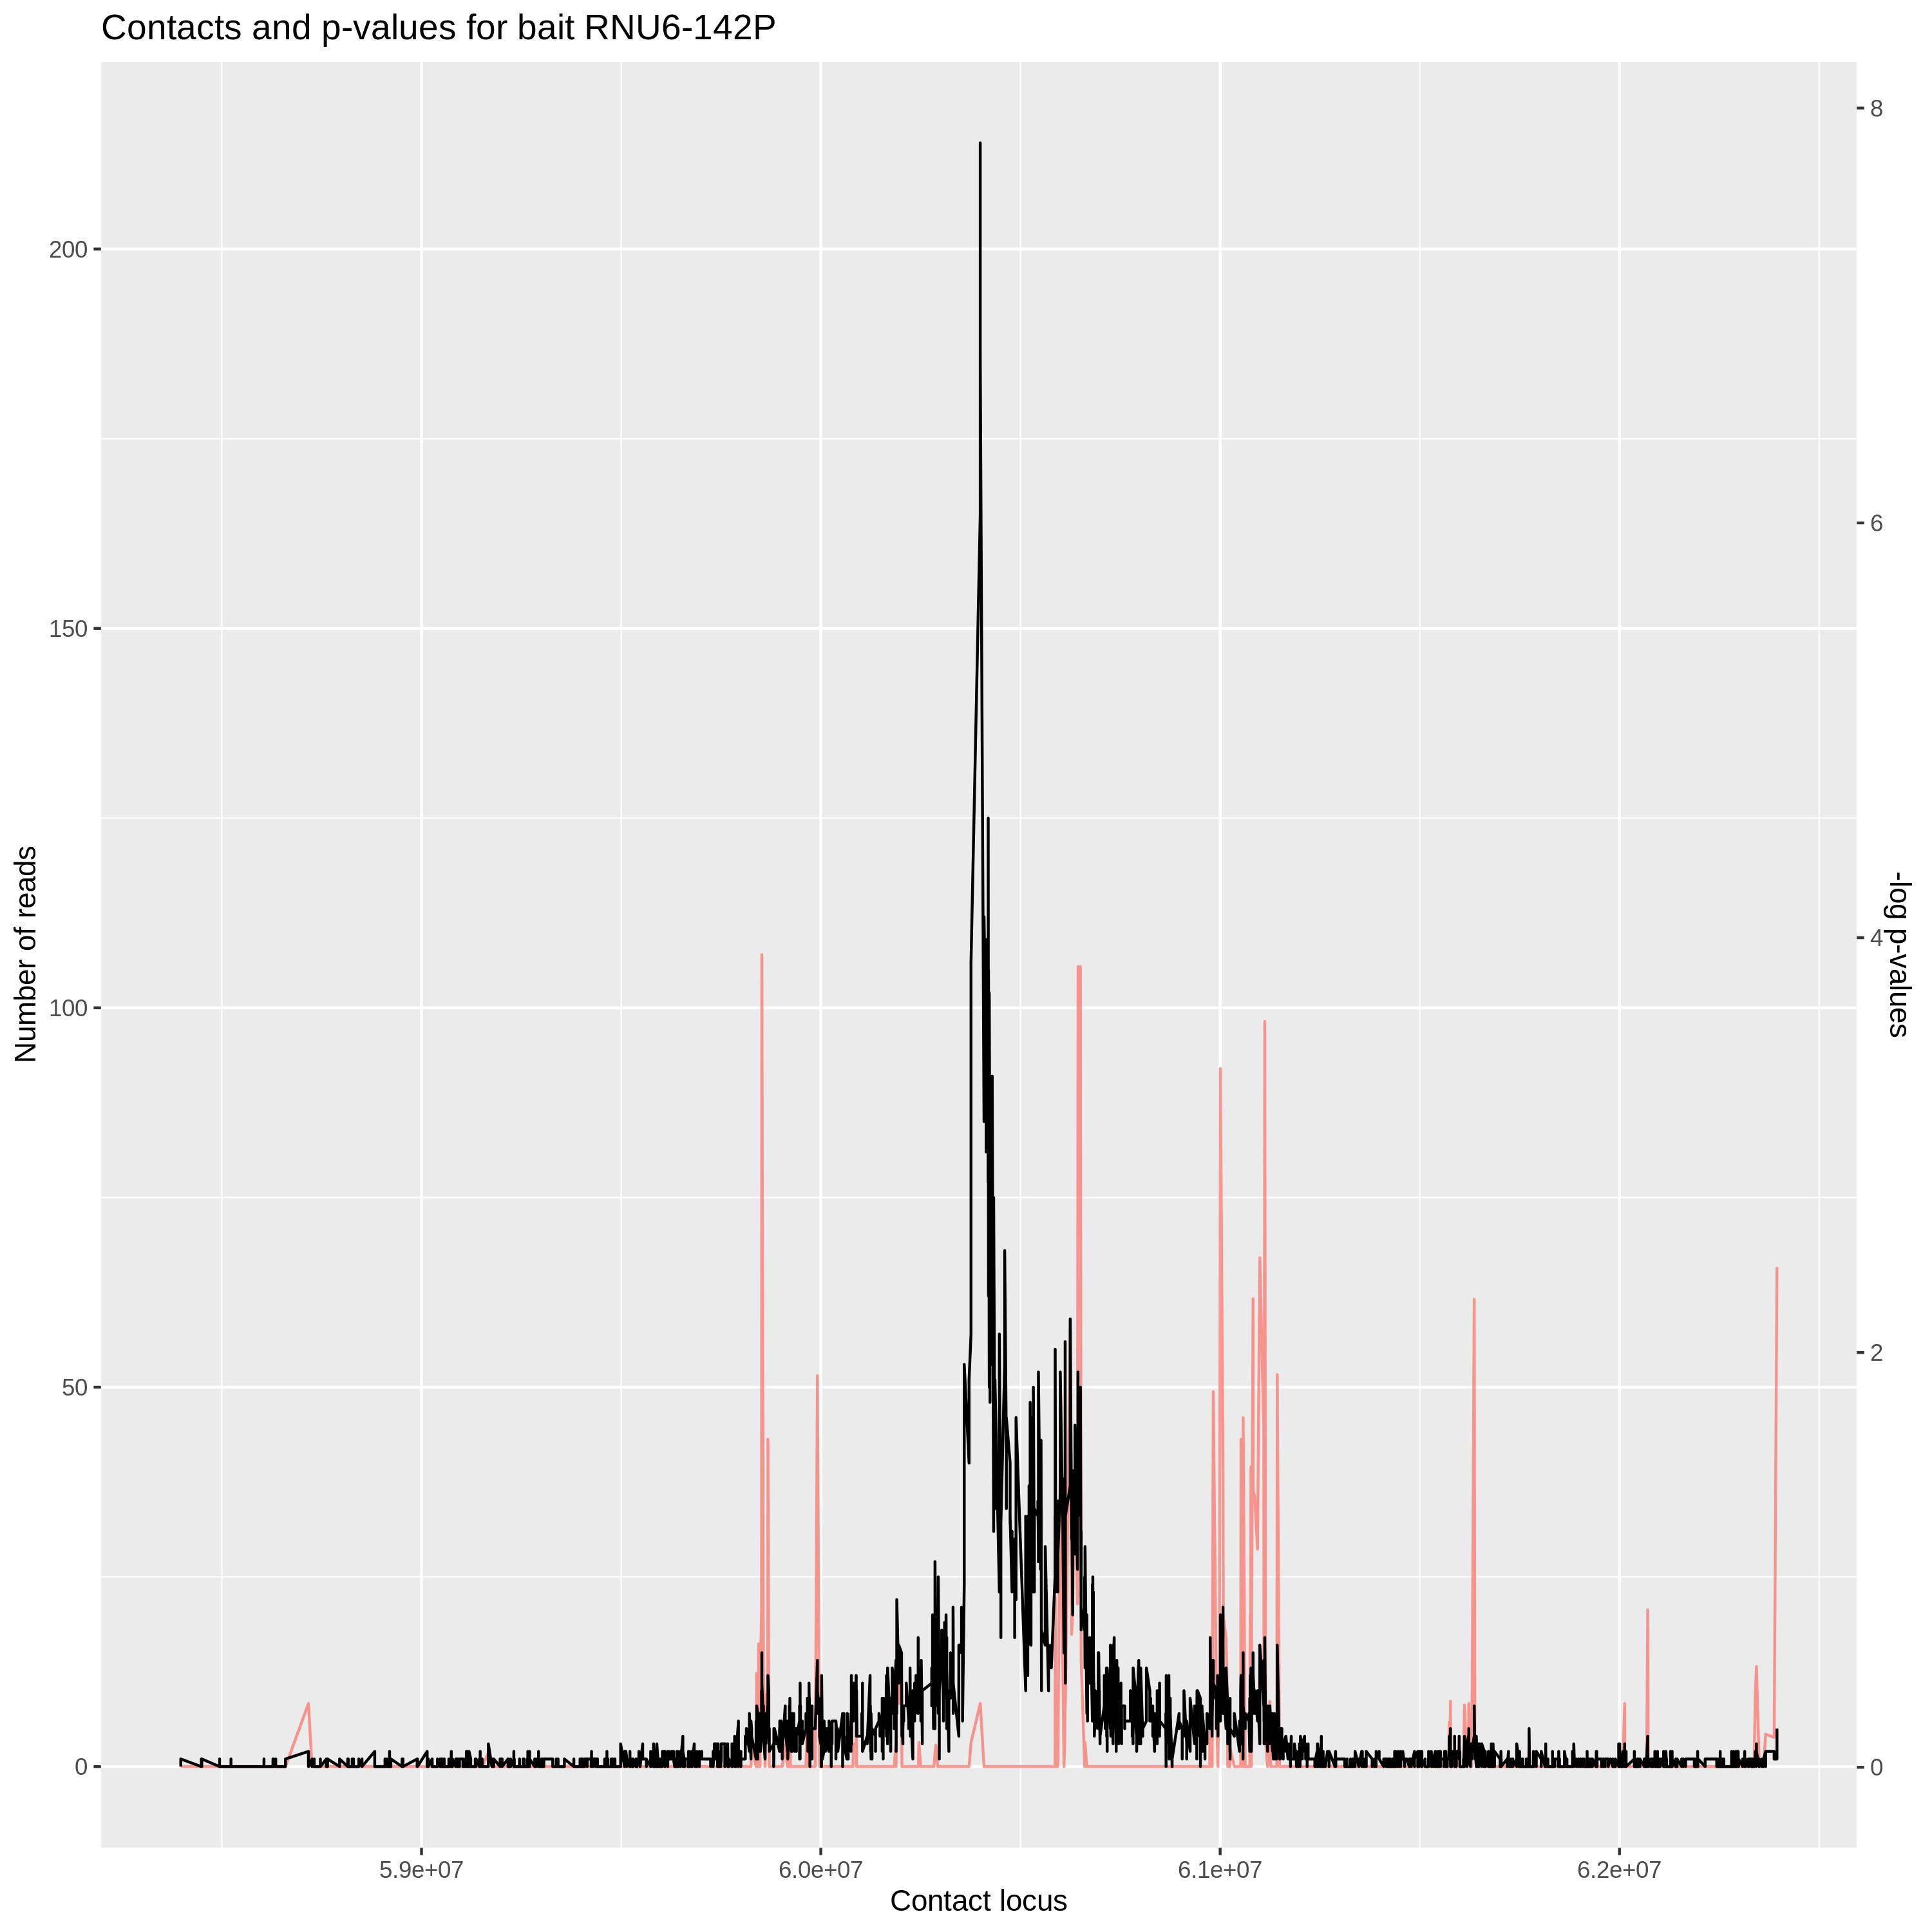 Contacts and p-values for bait RNU6-142P
Number of reads
200
150
100
50
0
8
6
4
2
0
-log p-values
5.9e+07
6.0e+07
6.1e+07
6.2e+07
Contact locus